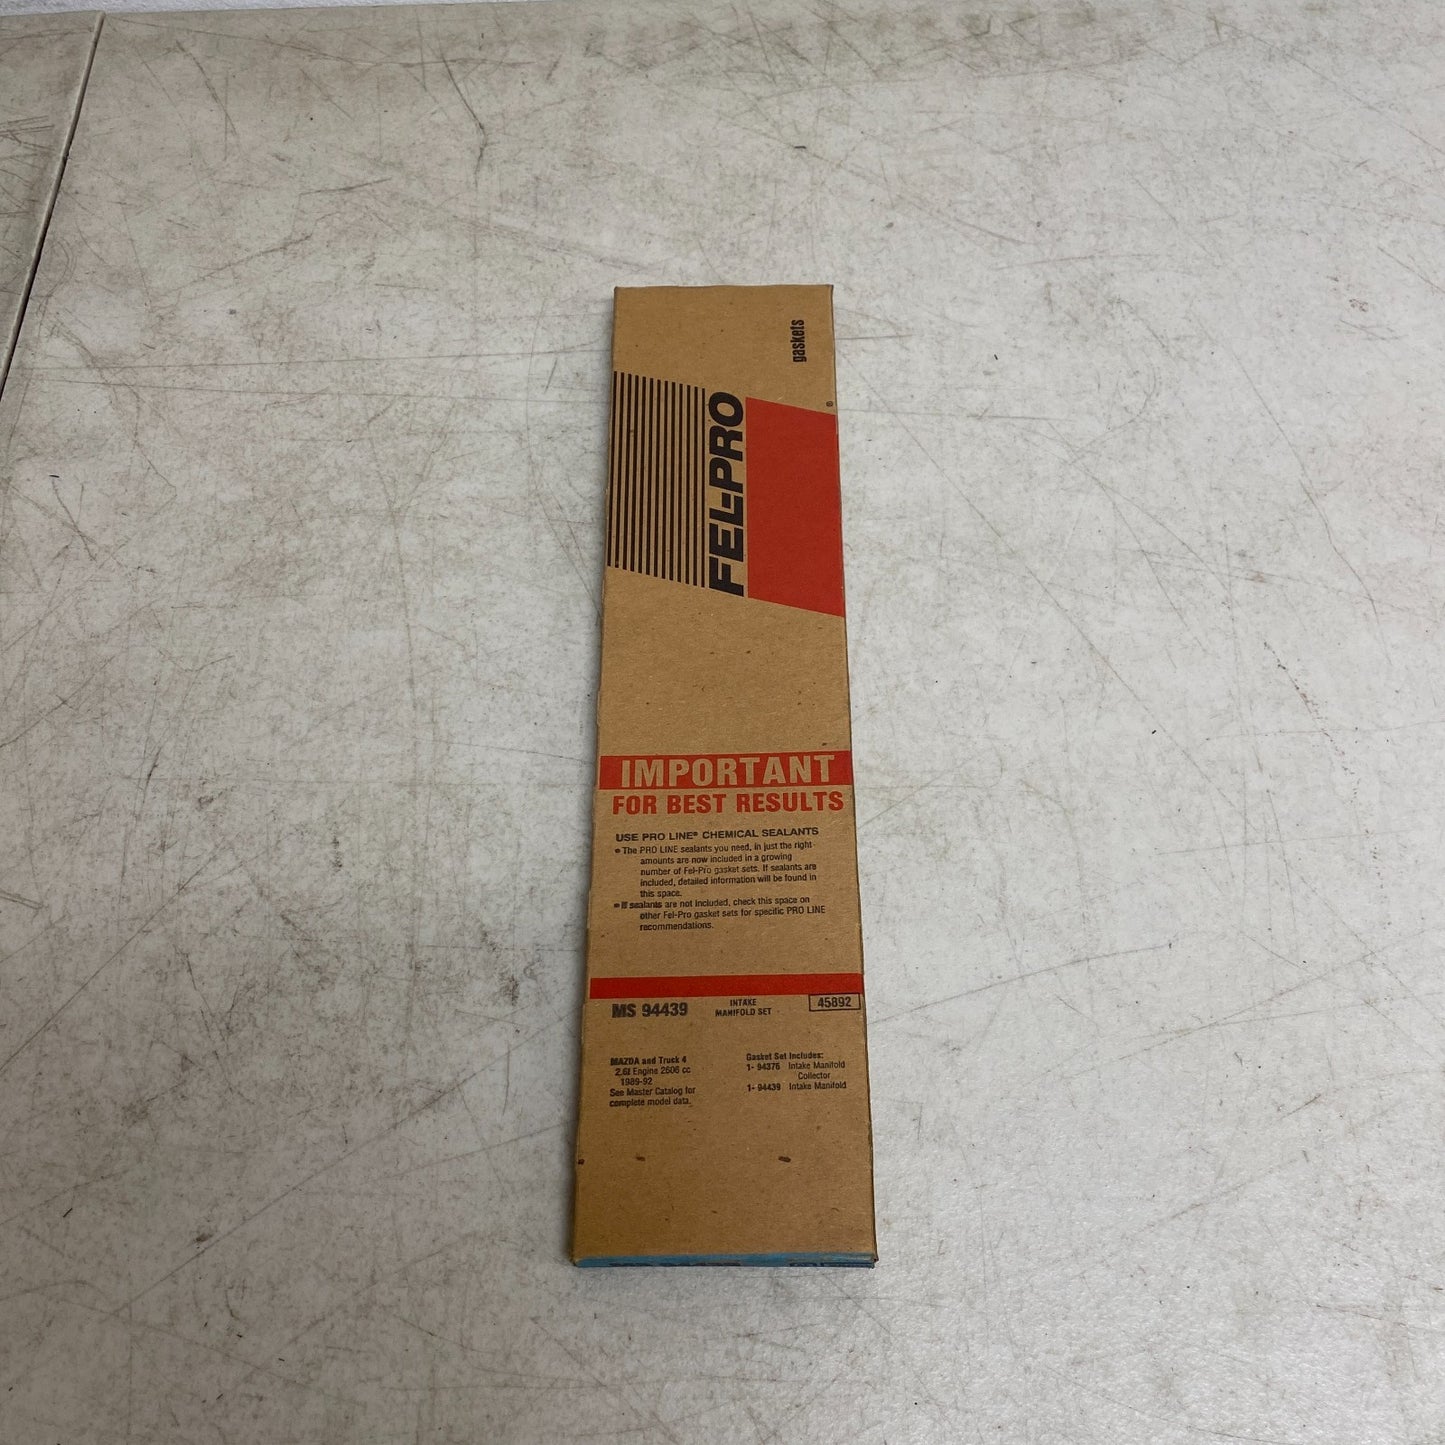 gaskets
FEL-PRO®
IMPORTANT
FOR BEST RESULTS
USE PRO LINE® CHEMICAL SEALANTS
• The PRO LINE sealants you need, in just the right
amounts are now included in a growing
number of Fel-Pro gasket sets. If sealants are
included, detailed information will be found in
this space.
• If sealants are not included, check this space on
other Fel-Pro gasket sets for specific PRO LINE
recommendations.
MS 94439
INTAKE
MANIFOLD SET
45892
MAZDA and Truck 4
2.6l Engine 2606 cc
1989-92
See Master Catalog for
complete model data.
Gasket Set Includes:
1- 94376 Intake Manifold
Collector
1- 94439 Intake Manifold